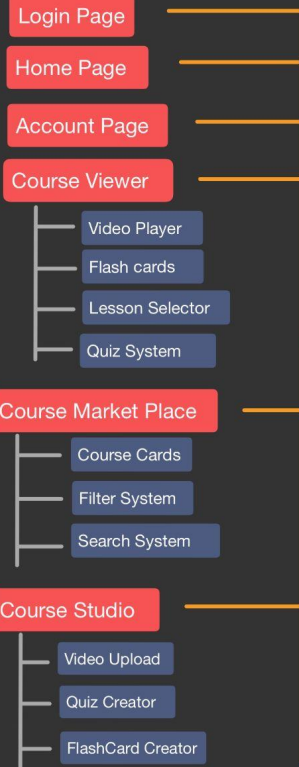 Login Page
Home Page
Account Page
Course Viewer
Video Player
Flash cards
Lesson Selector
Quiz System
Course Market Place
Course Cards
Filter System
Search System
Course Studio
Video Upload
Quiz Creator
FlashCard Creator